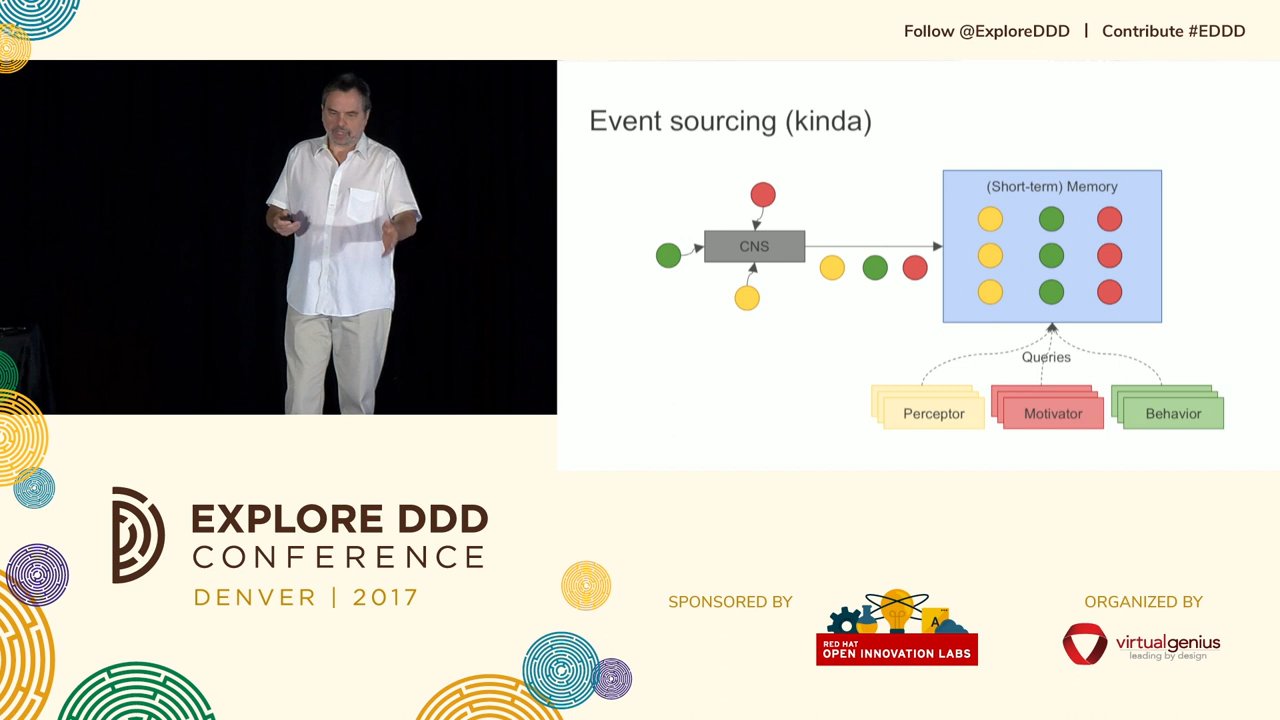 Follow @ExploreDDD | Contribute #EDDD
Event sourcing (kinda)
(Short-term) Memory
CNS
Queries
Perceptor
Motivator
Behavior
EXPLORE DDD
CONFERENCE
DENVER | 2017
SPONSORED BY
A
RED HAT
OPEN INNOVATION LABS
ORGANIZED BY
virtualgenius
leading by design